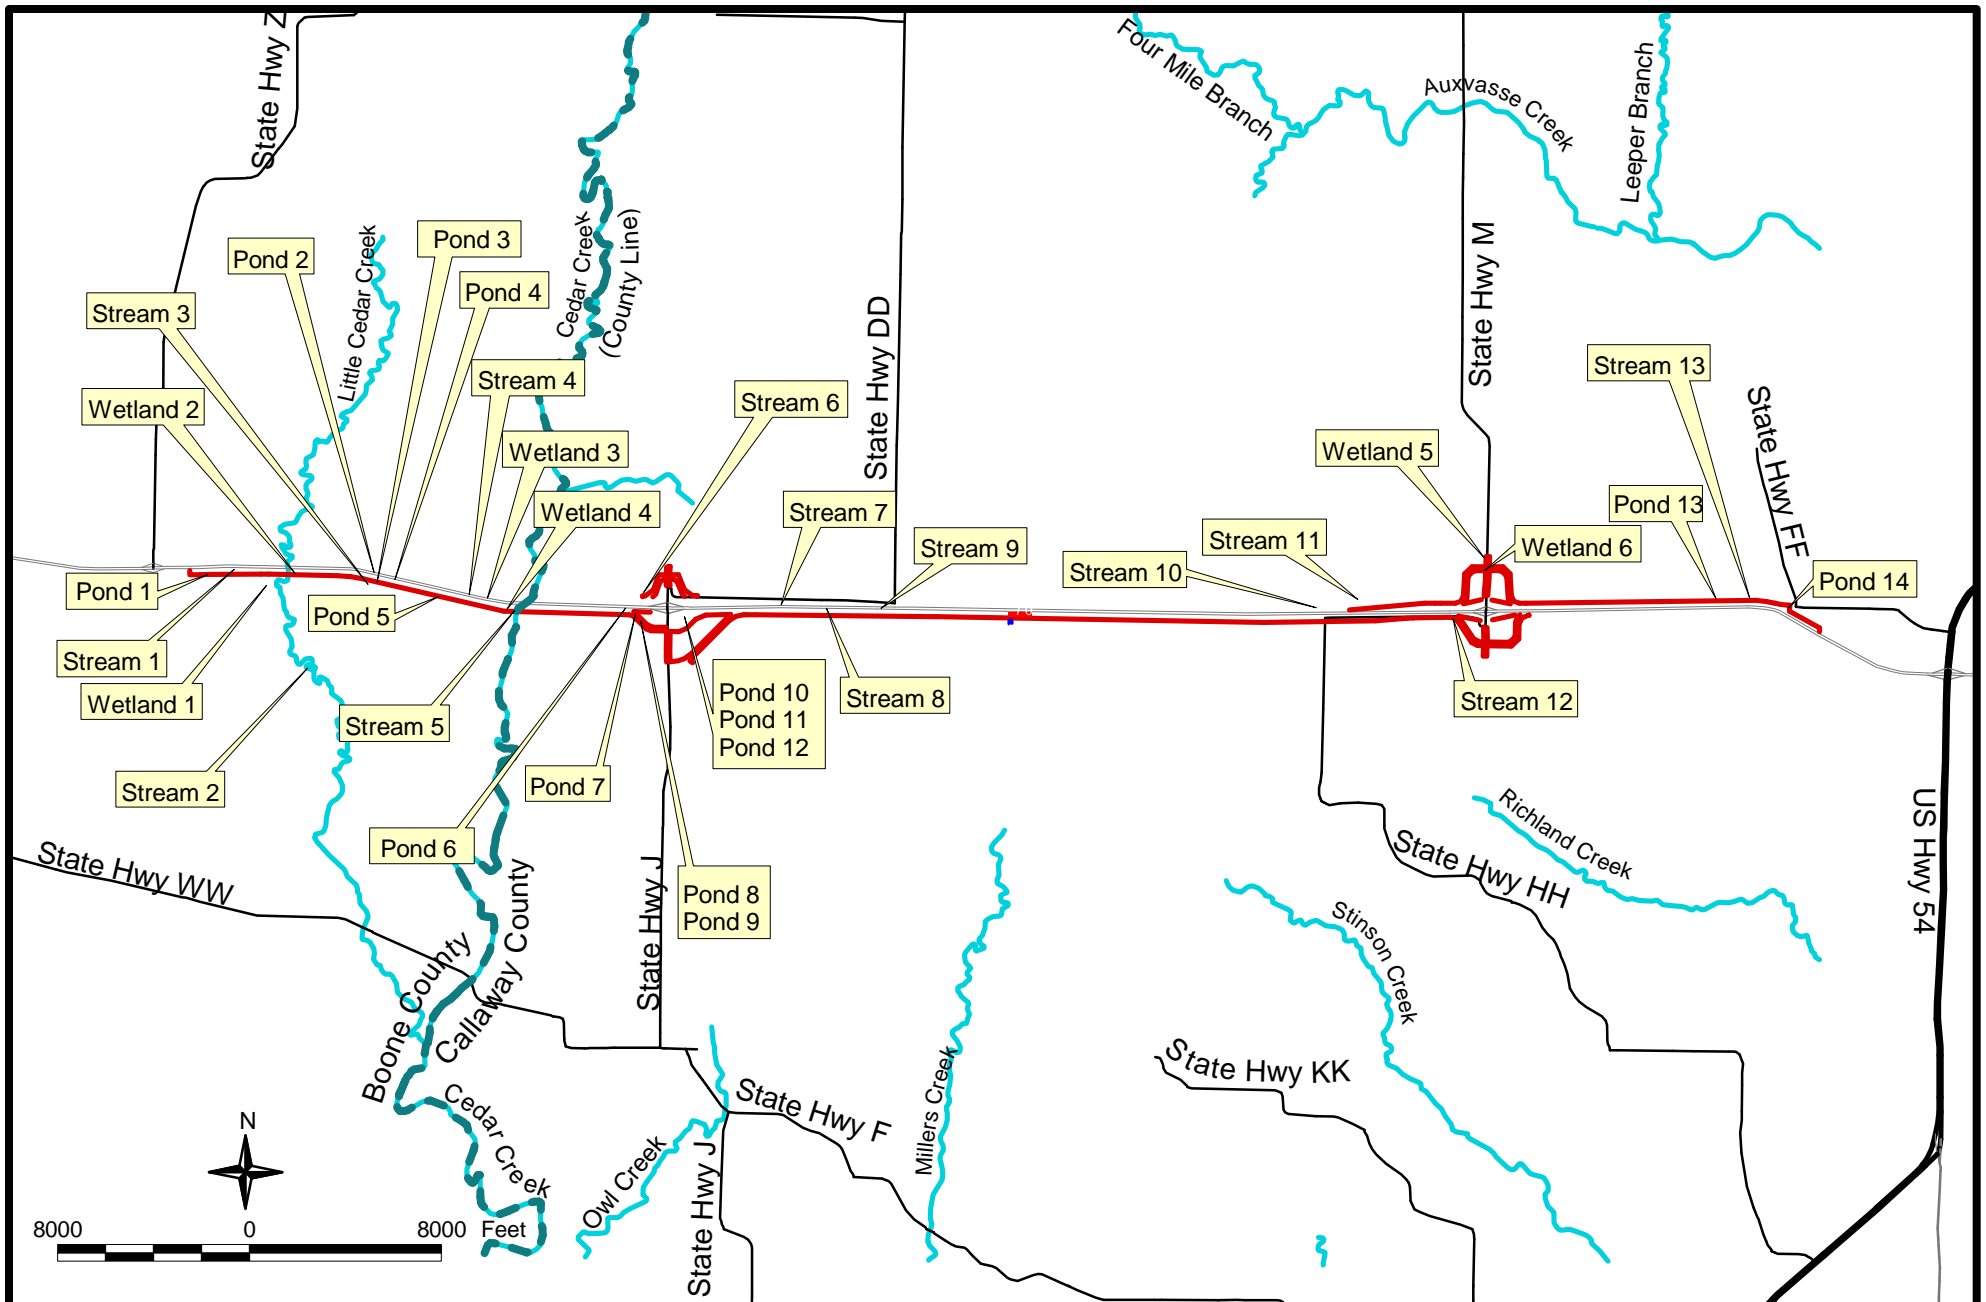 State Hwy Z
Four Mile Branch
Auxvasse Creek
Leeper Branch
Pond 2
Little Cedar Creek
Pond 3
Pond 4
Cedar Creek
(County Line)
State Hwy DD
State Hwy M
Stream 3
Wetland 2
Stream 4
Wetland 3
Wetland 4
Stream 6
Stream 7
Stream 9
Wetland 5
Wetland 6
Stream 13
Pond 13
State Hwy FF
Stream 11
Stream 10
Pond 14
Pond 1
Pond 5
Stream 1
Wetland 1
Stream 2
Stream 5
Pond 6
Pond 7
Pond 10
Pond 11
Pond 12
Stream 8
Stream 12
Pond 8
Pond 9
State Hwy WW
State Hwy J
Boone County
Callaway County
Richland Creek
State Hwy HH
US Hwy 54
Stinson Creek
State Hwy KK
Millers Creek
State Hwy F
Cedar Creek
Owl Creek
State Hwy J
N
8000 0 8000 Feet